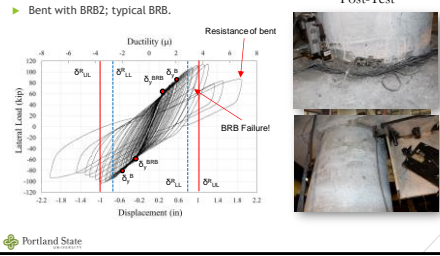 ▶ Bent with BRB2; typical BRB.
Post-Test
Resistance of bent
Ductility (μ)
-8 -6 -4 -2 0 2 4 6 8
δᴿUL δᴿLL δyᴮᴿᴮ δyᴮ
Lateral Load (kip)
120
100
80
60
40
20
0
-20
-40
-60
-80
-100
-120
BRB Failure!
δyᴮ δyᴮᴿᴮ δᴿLL δᴿUL
-2.2 -1.8 -1.4 -1 -0.6 -0.2 0.2 0.6 1 1.4 1.8 2.2
Displacement (in)
Portland State
UNIVERSITY